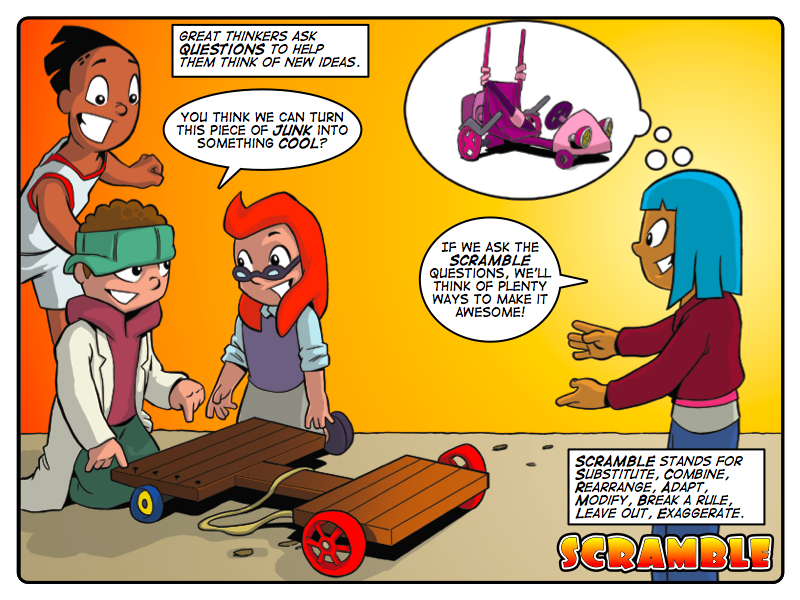 GREAT THINKERS ASK
QUESTIONS TO HELP
THEM THINK OF NEW IDEAS.
YOU THINK WE CAN TURN
THIS PIECE OF JUNK INTO
SOMETHING COOL?
IF WE ASK THE
SCRAMBLE
QUESTIONS, WE'LL
THINK OF PLENTY
WAYS TO MAKE IT
AWESOME!
SCRAMBLE STANDS FOR
SUBSTITUTE, COMBINE,
REARRANGE, ADAPT,
MODIFY, BREAK A RULE,
LEAVE OUT, EXAGGERATE.
SCRAMBLE